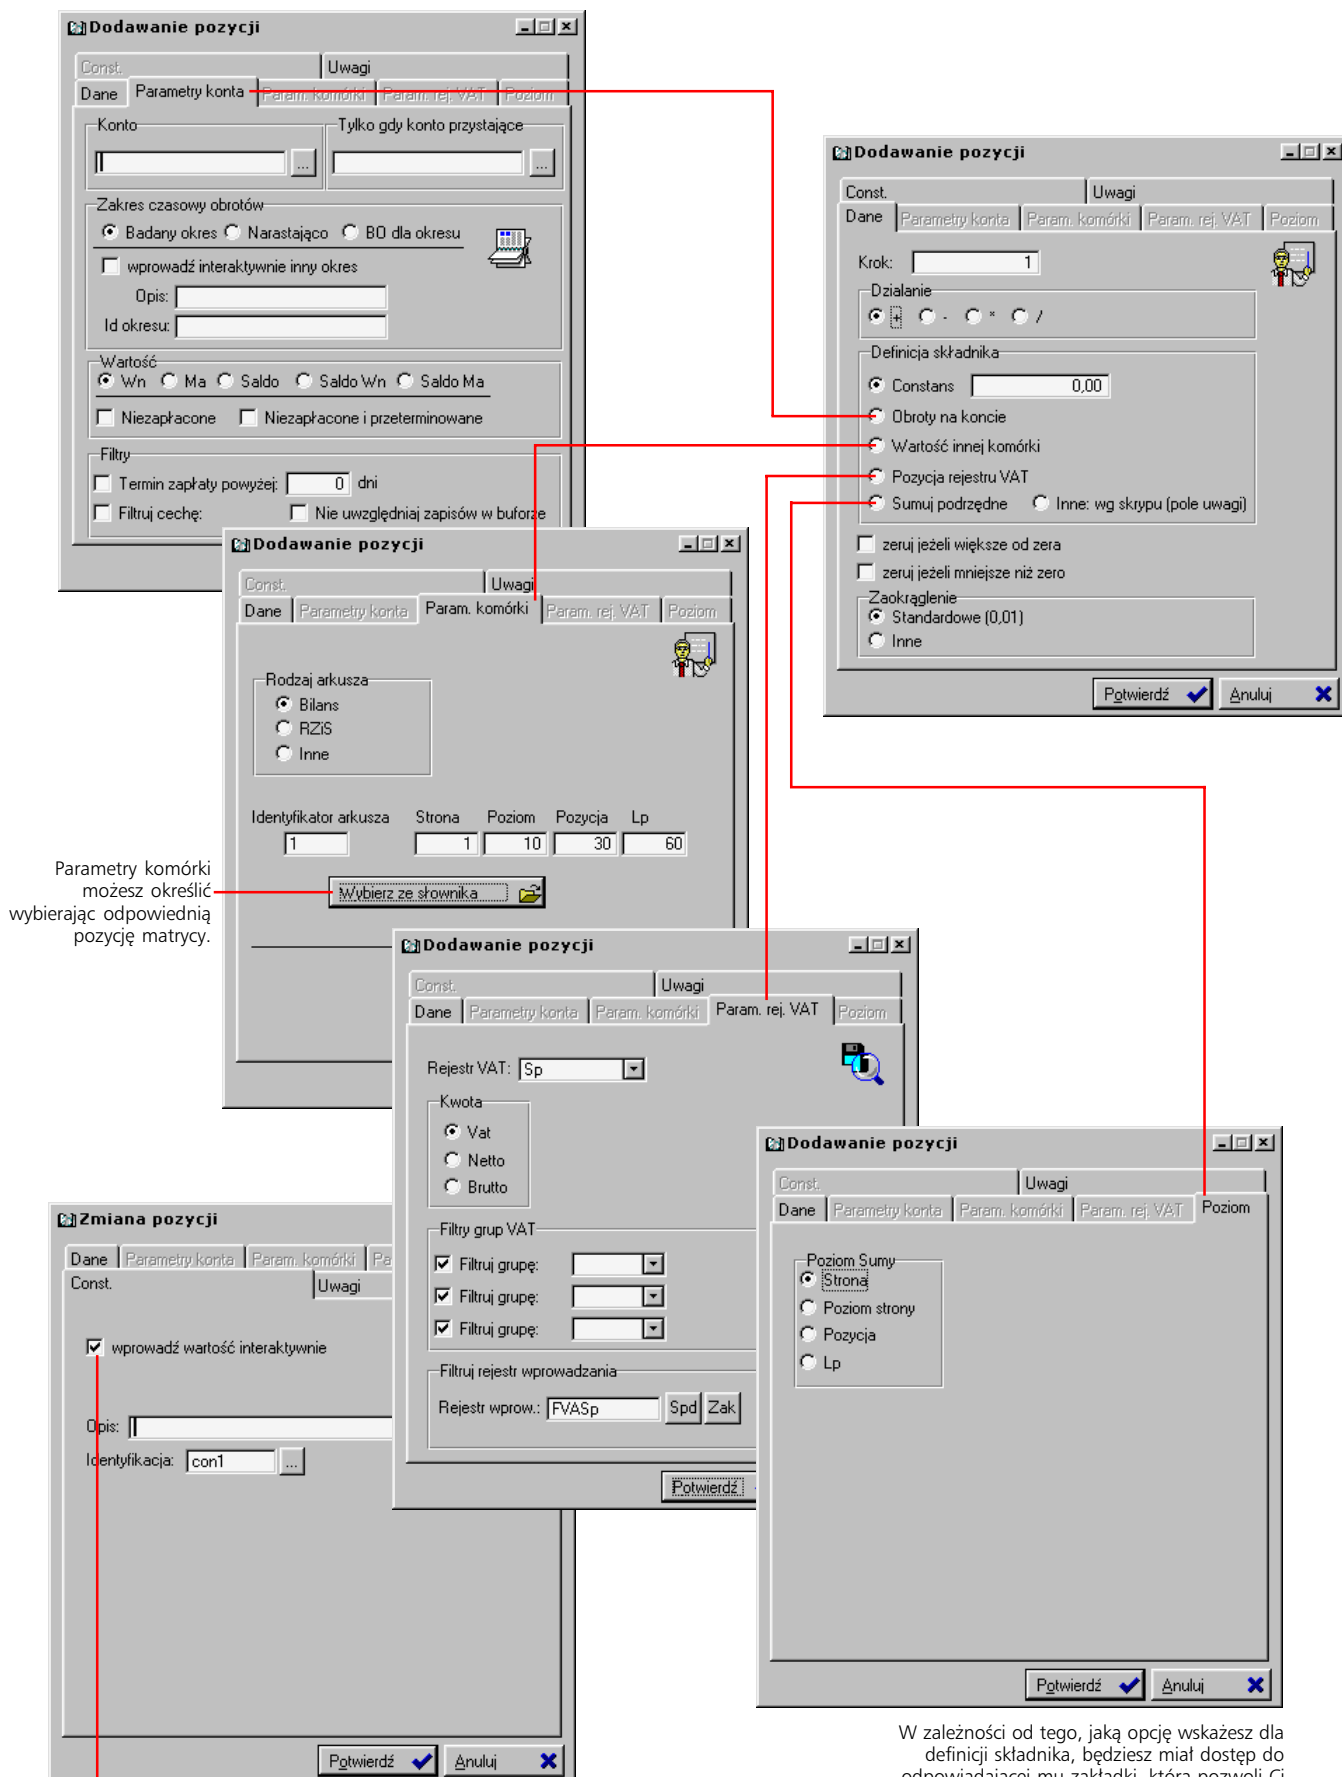 Dodawanie pozycji
Const. Uwagi
Dane Parametry konta Param. komórki Param. rej. VAT Poziom
Konto Tylko gdy konto przystające
... ...
Zakres czasowy obrotów
Badany okres Narastająco BO dla okresu
wprowadź interaktywnie inny okres
Opis:
Id okresu:
Wartość
Wn Ma Saldo Saldo Wn Saldo Ma
Niezapłacone Niezapłacone i przeterminowane
Filtry
Termin zapłaty powyżej: 0 dni
Filtruj cechę: Nie uwzględniaj zapisów w buforze
Dodawanie pozycji
Const. Uwagi
Dane Parametry konta Param. komórki Param. rej. VAT Poziom
Krok: 1
Działanie
+ - * /
Definicja składnika
Constans 0,00
Obroty na koncie
Wartość innej komórki
Pozycja rejestru VAT
Sumuj podrzędne Inne: wg skrypu (pole uwagi)
zeruj jeżeli większe od zera
zeruj jeżeli mniejsze niż zero
Zaokrąglenie
Standardowe (0,01)
Inne
Potwierdź Anuluj
Dodawanie pozycji
Const. Uwagi
Dane Parametry konta Param. komórki Param. rej. VAT Poziom
Rodzaj arkusza
Bilans
RZiS
Inne
Identyfikator arkusza Strona Poziom Pozycja Lp
1 1 10 30 60
Wybierz ze słownika
Parametry komórki
możesz określić
wybierając odpowiednią
pozycję matrycy.
Dodawanie pozycji
Const. Uwagi
Dane Parametry konta Param. komórki Param. rej. VAT Poziom
Rejestr VAT: Sp
Kwota
Vat
Netto
Brutto
Filtry grup VAT
Filtruj grupę:
Filtruj grupę:
Filtruj grupę:
Filtruj rejestr wprowadzania
Rejestr wprow.: FVASp Spd Zak
Potwierdź
Dodawanie pozycji
Const. Uwagi
Dane Parametry konta Param. komórki Param. rej. VAT Poziom
Poziom Sumy
Strona
Poziom strony
Pozycja
Lp
Potwierdź Anuluj
Zmiana pozycji
Dane Parametry konta Param. komórki Pa
Const. Uwagi
wprowadź wartość interaktywnie
Opis:
Identyfikacja: con1 ...
Potwierdź Anuluj
W zależności od tego, jaką opcję wskażesz dla
definicji składnika, będziesz miał dostęp do
odpowiadającej mu zakładki, która pozwoli Ci